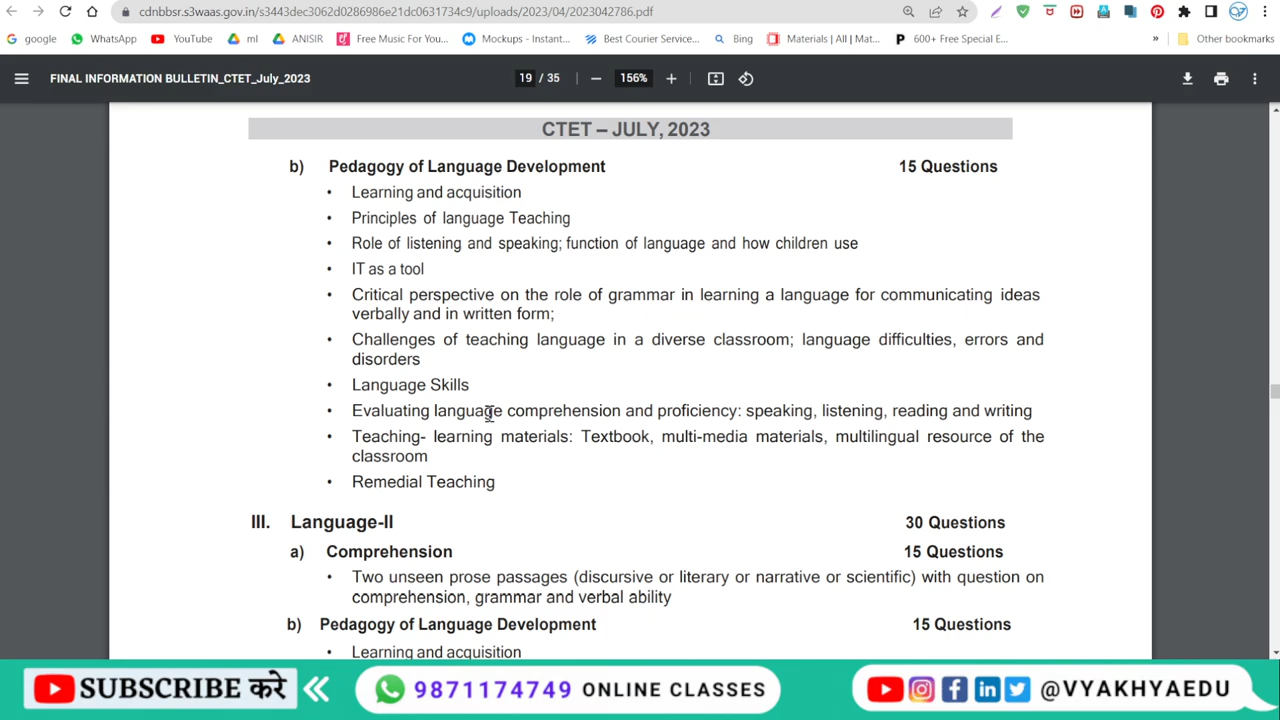 cdnbbsr.s3waas.gov.in/s3443dec3062d0286986e21dc0631734c9/uploads/2023/04/2023042786.pdf
google WhatsApp YouTube ml ANISIR Free Music For You... Mockups - Instant... Best Courier Service... Bing Materials | All | Mat... 600+ Free Special E... » Other bookmarks
FINAL INFORMATION BULLETIN_CTET_July_2023 19 / 35 — 156% +
CTET – JULY, 2023
b) Pedagogy of Language Development 15 Questions
• Learning and acquisition
• Principles of language Teaching
• Role of listening and speaking; function of language and how children use
• IT as a tool
• Critical perspective on the role of grammar in learning a language for communicating ideas
verbally and in written form;
• Challenges of teaching language in a diverse classroom; language difficulties, errors and
disorders
• Language Skills
• Evaluating language comprehension and proficiency: speaking, listening, reading and writing
• Teaching- learning materials: Textbook, multi-media materials, multilingual resource of the
classroom
• Remedial Teaching
III. Language-II 30 Questions
a) Comprehension 15 Questions
• Two unseen prose passages (discursive or literary or narrative or scientific) with question on
comprehension, grammar and verbal ability
b) Pedagogy of Language Development 15 Questions
• Learning and acquisition
SUBSCRIBE करे 9871174749 ONLINE CLASSES @VYAKHYAEDU